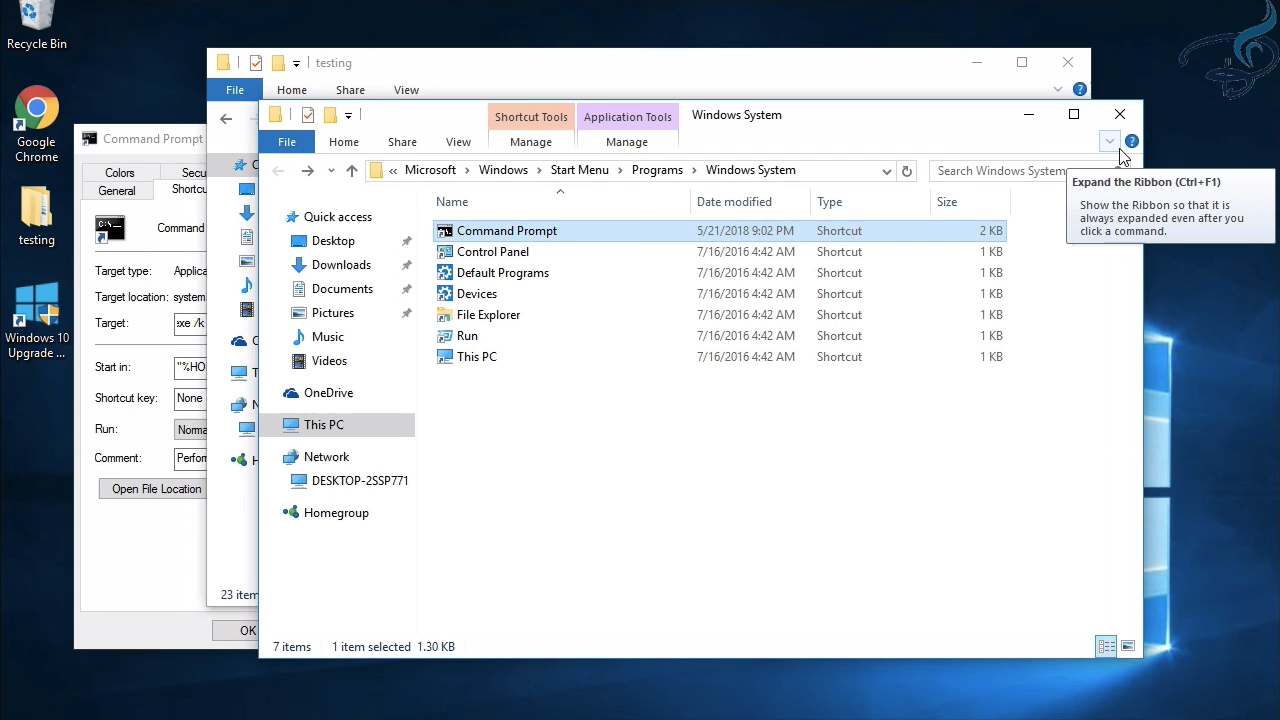 Recycle Bin
Google
Chrome
testing
Windows 10
Upgrade ...
Command Prompt
Colors
General
Command
Target type:
Target location:
Target:
exe /k
Start in:
"%HO
Shortcut key:
None
Run:
Comment:
Open File Location
OK
testing
File
Home
Share
View
23
Shortcut Tools
Application Tools
Windows System
File
Home
Share
View
Manage
Manage
« Microsoft > Windows > Start Menu > Programs > Windows System
Search Windows System
Expand the Ribbon (Ctrl+F1)
Show the Ribbon so that it is
always expanded even after you
click a command.
Quick access
Desktop
Downloads
Documents
Pictures
Music
Videos
OneDrive
This PC
Network
DESKTOP-2SSP771
Homegroup
Name Date modified Type Size
Command Prompt 5/21/2018 9:02 PM Shortcut 2 KB
Control Panel 7/16/2016 4:42 AM Shortcut 1 KB
Default Programs 7/16/2016 4:42 AM Shortcut 1 KB
Devices 7/16/2016 4:42 AM Shortcut 1 KB
File Explorer 7/16/2016 4:42 AM Shortcut 1 KB
Run 7/16/2016 4:42 AM Shortcut 1 KB
This PC 7/16/2016 4:42 AM Shortcut 1 KB
7 items 1 item selected 1.30 KB